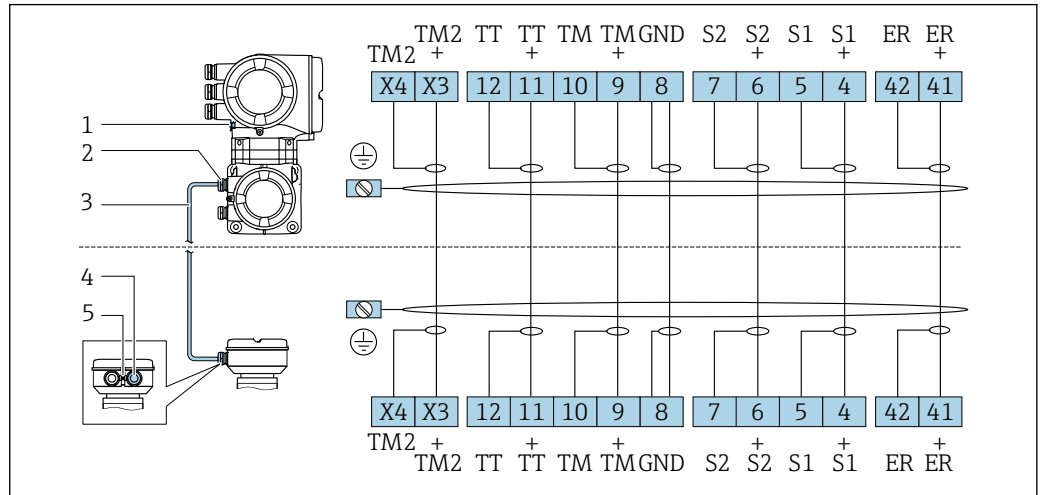 TM2 TT TT TM TM GND S2 S2 S1 S1 ER ER
TM2 + + + + + +
X4 X3 12 11 10 9 8 7 6 5 4 42 41
1
2
3
4
5
X4 X3 12 11 10 9 8 7 6 5 4 42 41
TM2 + + + + + +
TM2 TT TT TM TM GND S2 S2 S1 S1 ER ER